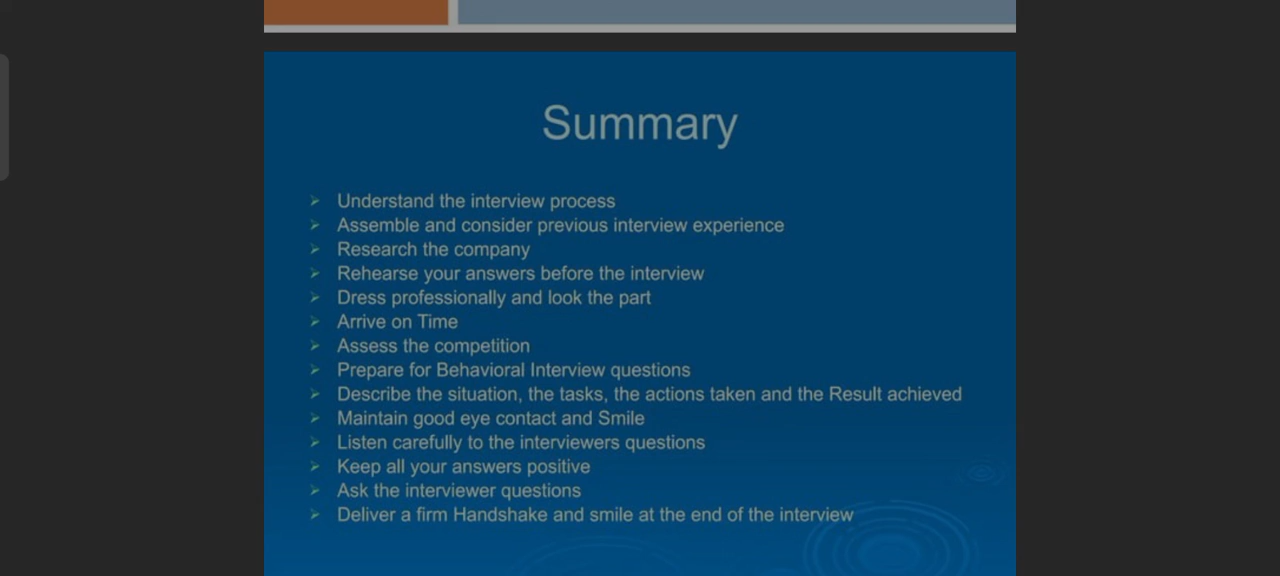 Summary
Understand the interview process
Assemble and consider previous interview experience
Research the company
Rehearse your answers before the interview
Dress professionally and look the part
Arrive on Time
Assess the competition
Prepare for Behavioral Interview questions
Describe the situation, the tasks, the actions taken and the Result achieved
Maintain good eye contact and Smile
Listen carefully to the interviewers questions
Keep all your answers positive
Ask the interviewer questions
Deliver a firm Handshake and smile at the end of the interview